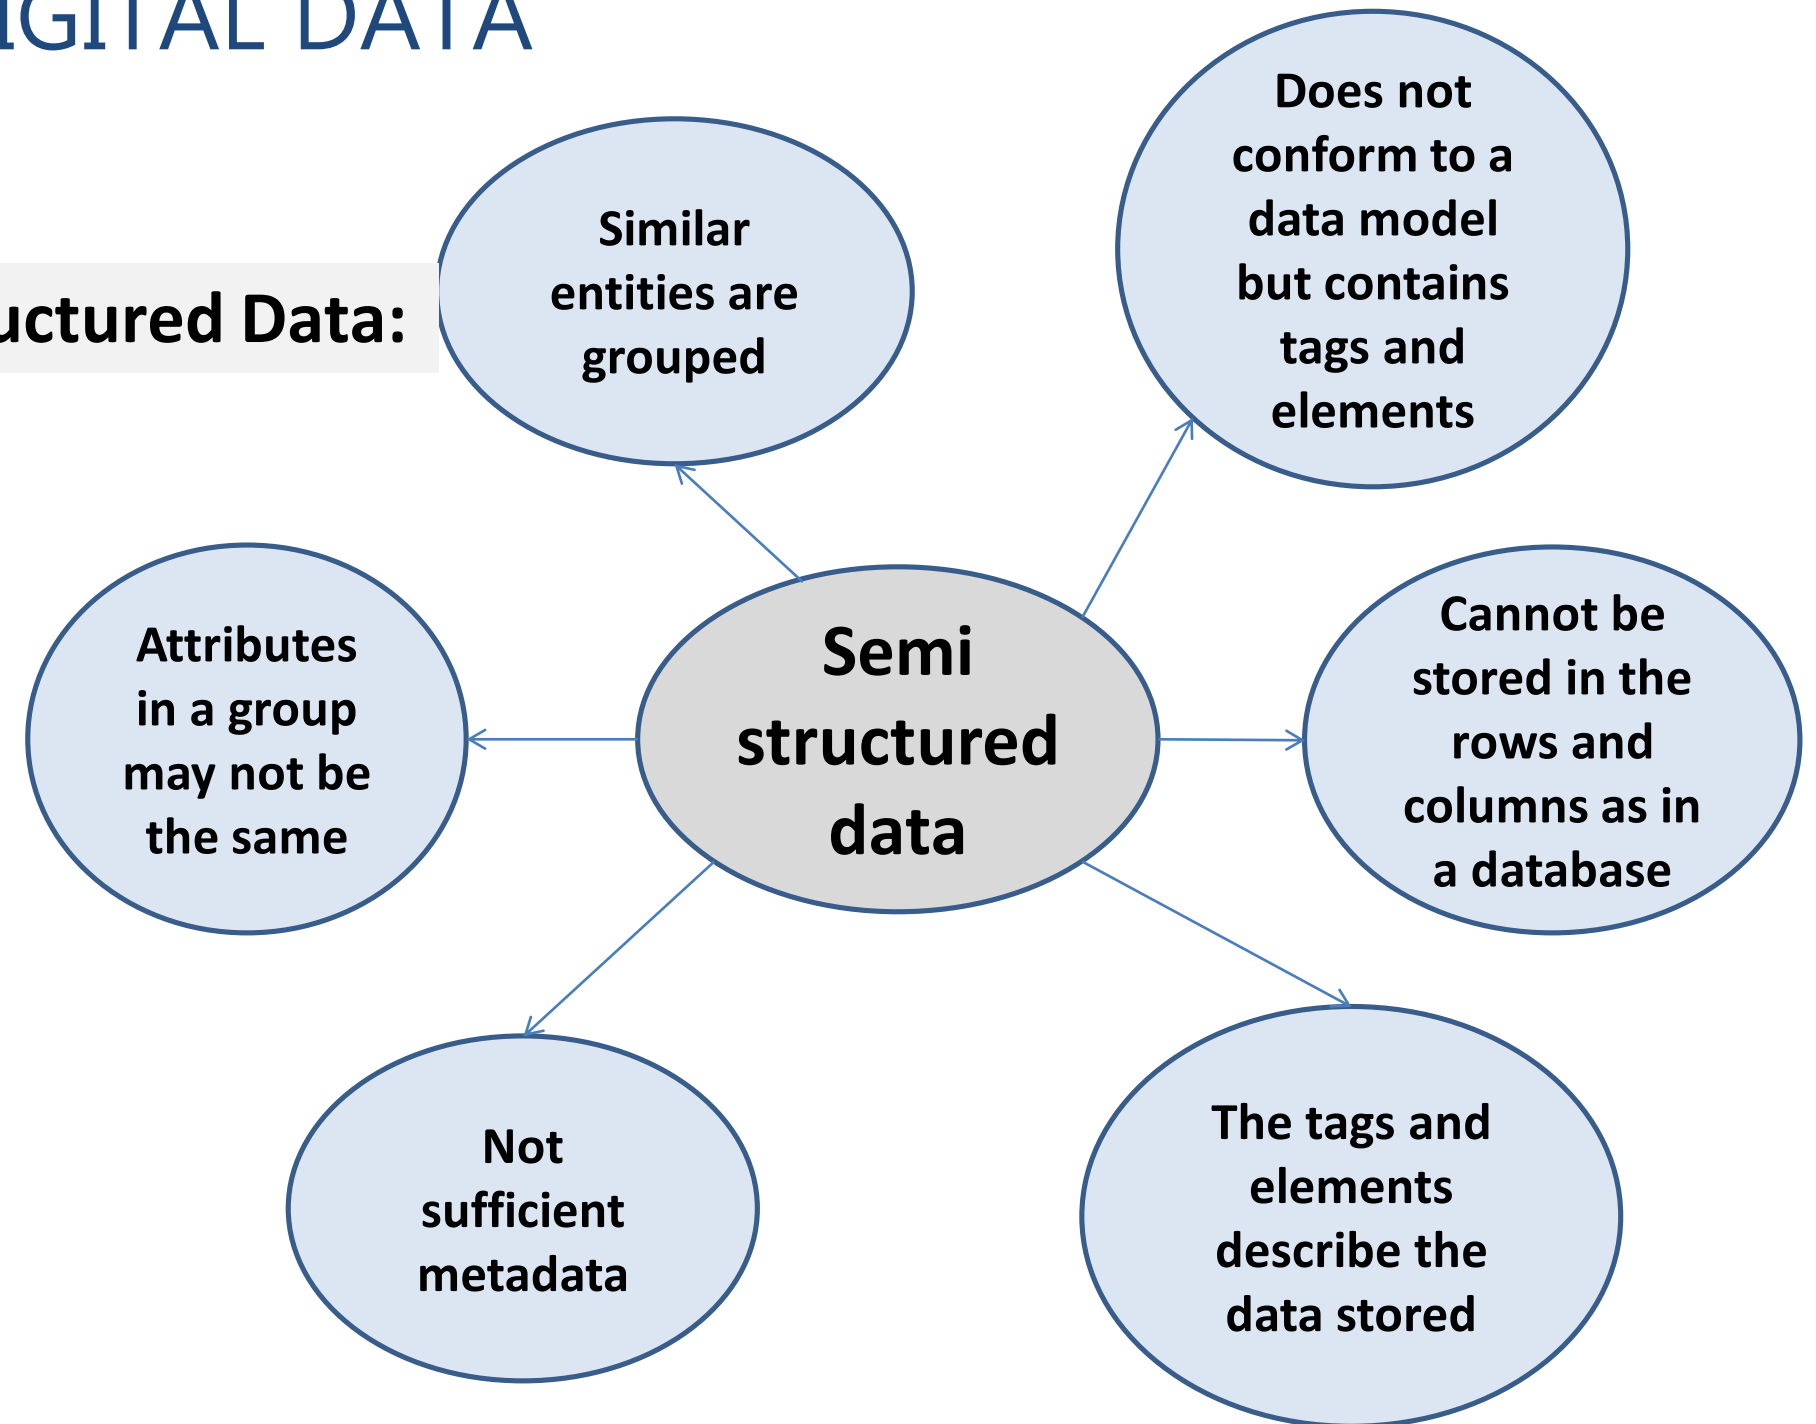 IGITAL DATA
Does not
conform to a
data model
but contains
tags and
elements
Similar
entities are
grouped
uctured Data:
Attributes
in a group
may not be
the same
Semi
structured
data
Cannot be
stored in the
rows and
columns as in
a database
Not
sufficient
metadata
The tags and
elements
describe the
data stored